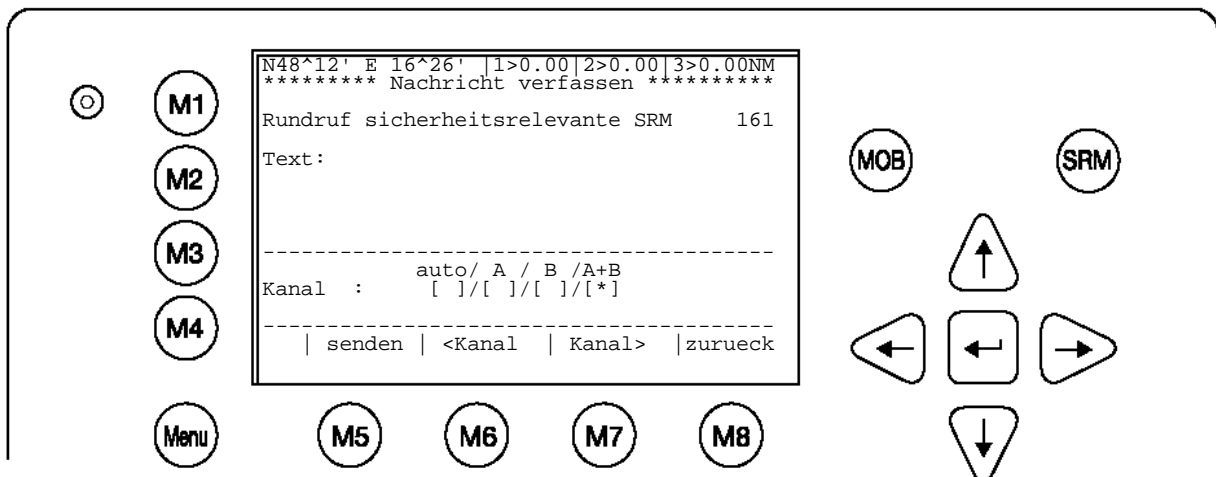 N48^12' E 16^26' |1>0.00|2>0.00|3>0.00NM
********* Nachricht verfassen **********
Rundruf sicherheitsrelevante SRM 161
Text:
----------------------------------------
auto/ A / B /A+B
Kanal : [ ]/[ ]/[ ]/[*]
----------------------------------------
| senden | <Kanal | Kanal> |zurueck
M1
M2
M3
M4
Menu
M5
M6
M7
M8
MOB
SRM